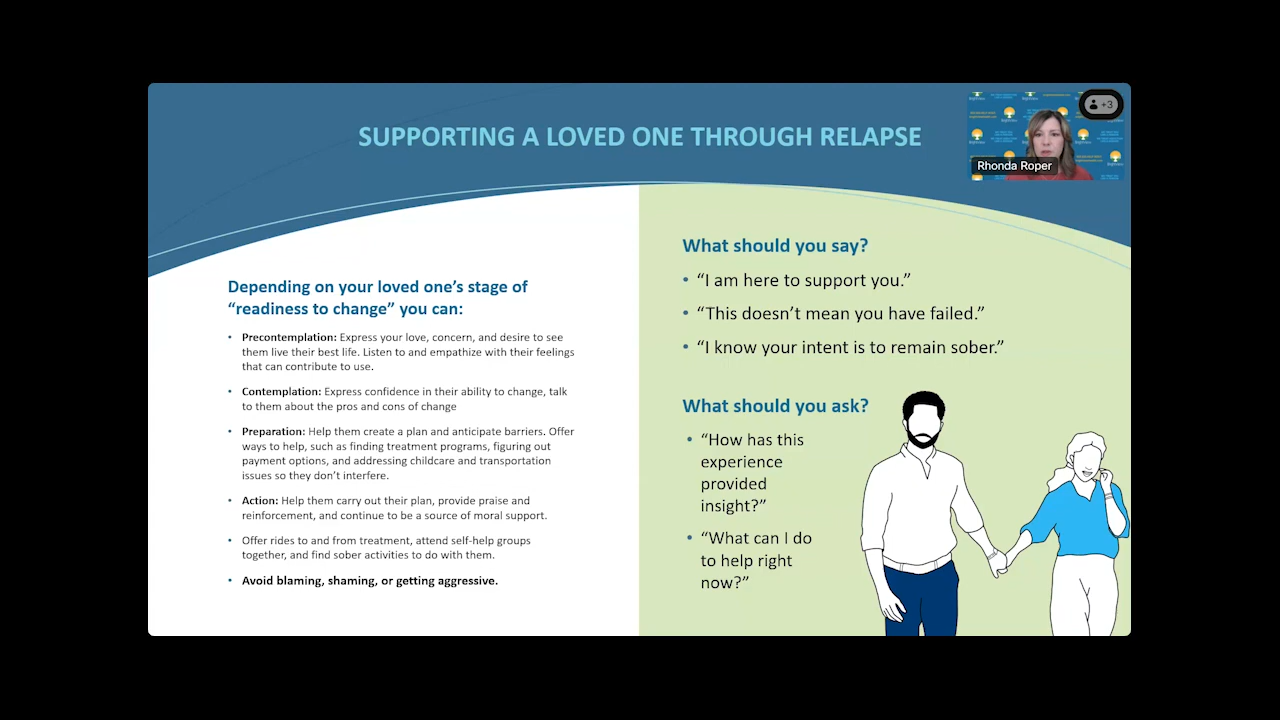 SUPPORTING A LOVED ONE THROUGH RELAPSE
+3
Rhonda Roper
Depending on your loved one’s stage of
“readiness to change” you can:
• Precontemplation: Express your love, concern, and desire to see
them live their best life. Listen to and empathize with their feelings
that can contribute to use.
• Contemplation: Express confidence in their ability to change, talk
to them about the pros and cons of change
• Preparation: Help them create a plan and anticipate barriers. Offer
ways to help, such as finding treatment programs, figuring out
payment options, and addressing childcare and transportation
issues so they don’t interfere.
• Action: Help them carry out their plan, provide praise and
reinforcement, and continue to be a source of moral support.
• Offer rides to and from treatment, attend self-help groups
together, and find sober activities to do with them.
• Avoid blaming, shaming, or getting aggressive.
What should you say?
• “I am here to support you.”
• “This doesn’t mean you have failed.”
• “I know your intent is to remain sober.”
What should you ask?
• “How has this
experience
provided
insight?”
• “What can I do
to help right
now?”